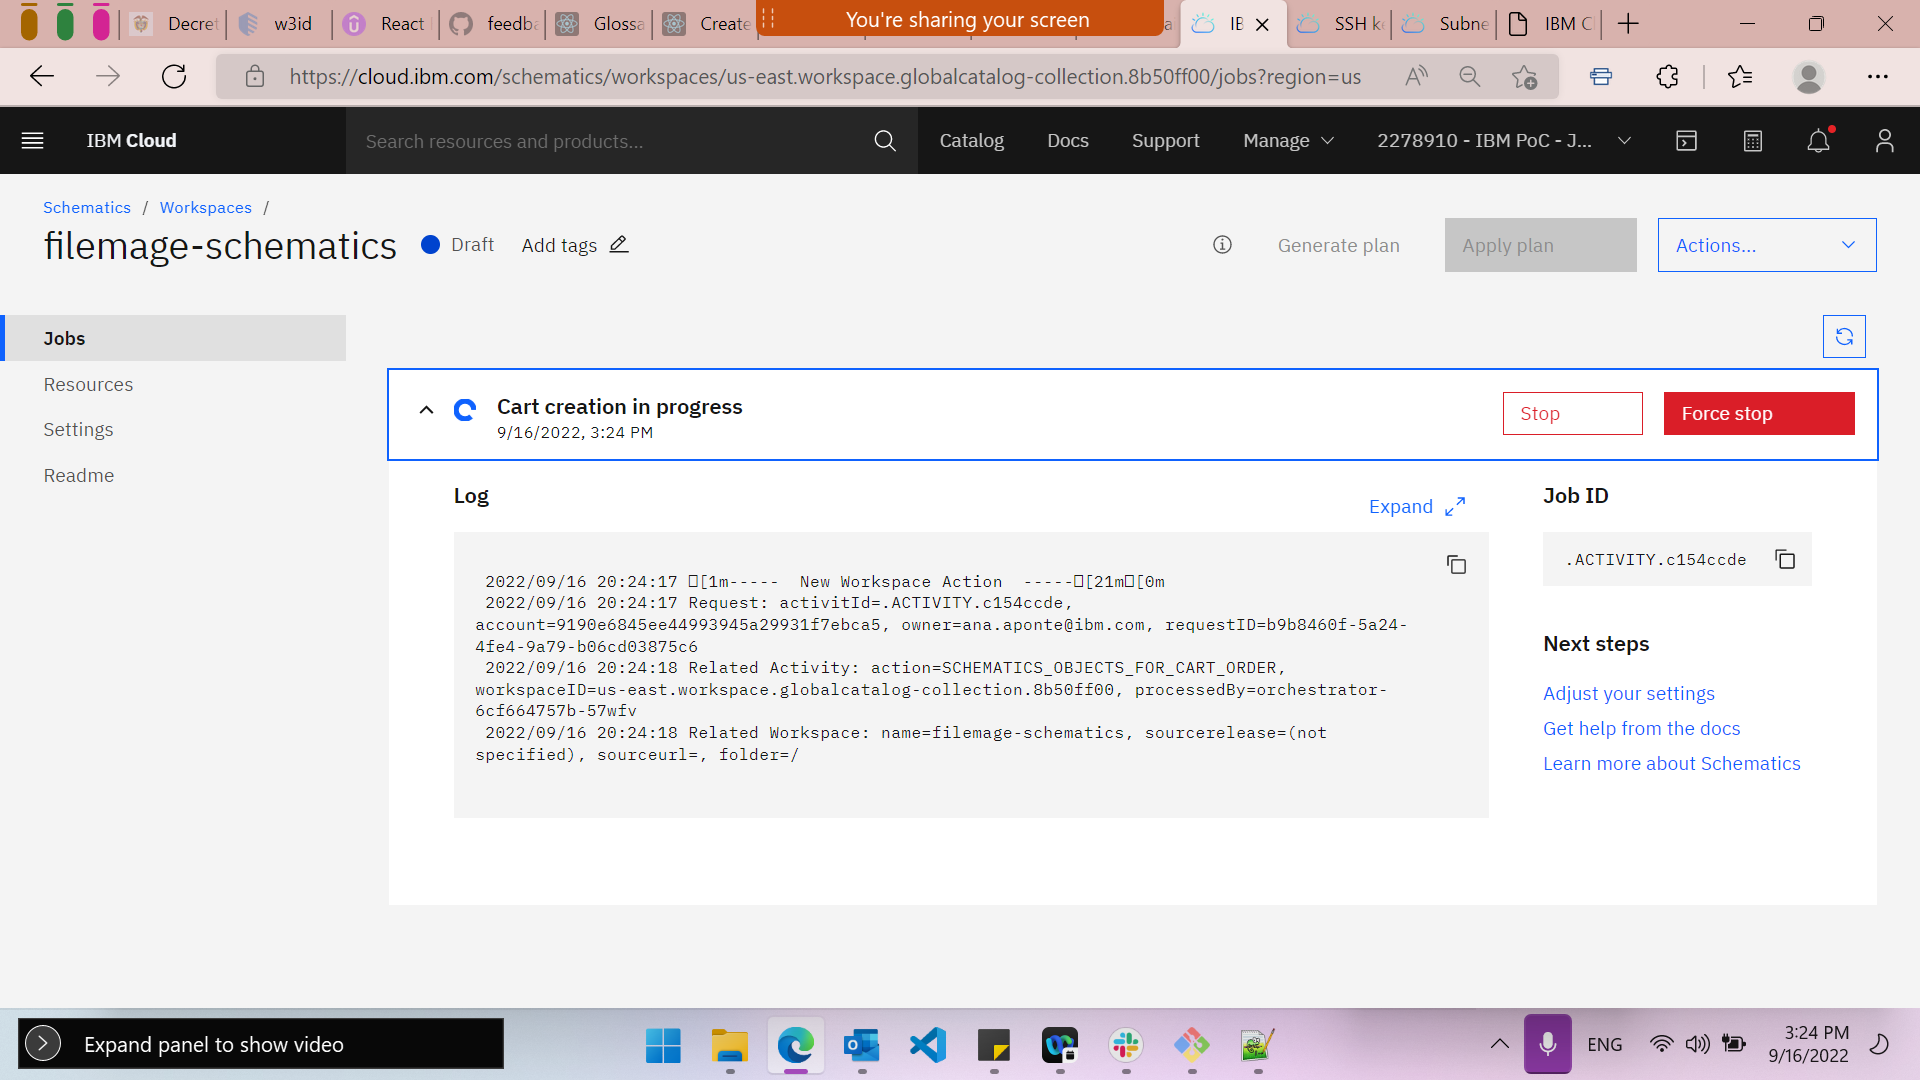 Decret
w3id
React
feedba
Glossa
Create
You're sharing your screen
IB
SSH k
Subne
IBM C
https://cloud.ibm.com/schematics/workspaces/us-east.workspace.globalcatalog-collection.8b50ff00/jobs?region=us
IBM Cloud
Search resources and products...
Catalog
Docs
Support
Manage
2278910 - IBM PoC - J...
Schematics / Workspaces /
filemage-schematics
Draft
Add tags
Generate plan
Apply plan
Actions...
Jobs
Resources
Settings
Readme
Cart creation in progress
9/16/2022, 3:24 PM
Stop
Force stop
Log
Expand
2022/09/16 20:24:17 □[1m----- New Workspace Action -----□[21m□[0m
2022/09/16 20:24:17 Request: activitId=.ACTIVITY.c154ccde,
account=9190e6845ee44993945a29931f7ebca5, owner=ana.aponte@ibm.com, requestID=b9b8460f-5a24-
4fe4-9a79-b06cd03875c6
2022/09/16 20:24:18 Related Activity: action=SCHEMATICS_OBJECTS_FOR_CART_ORDER,
workspaceID=us-east.workspace.globalcatalog-collection.8b50ff00, processedBy=orchestrator-
6cf664757b-57wfv
2022/09/16 20:24:18 Related Workspace: name=filemage-schematics, sourcerelease=(not
specified), sourceurl=, folder=/
Job ID
.ACTIVITY.c154ccde
Next steps
Adjust your settings
Get help from the docs
Learn more about Schematics
Expand panel to show video
ENG
3:24 PM
9/16/2022